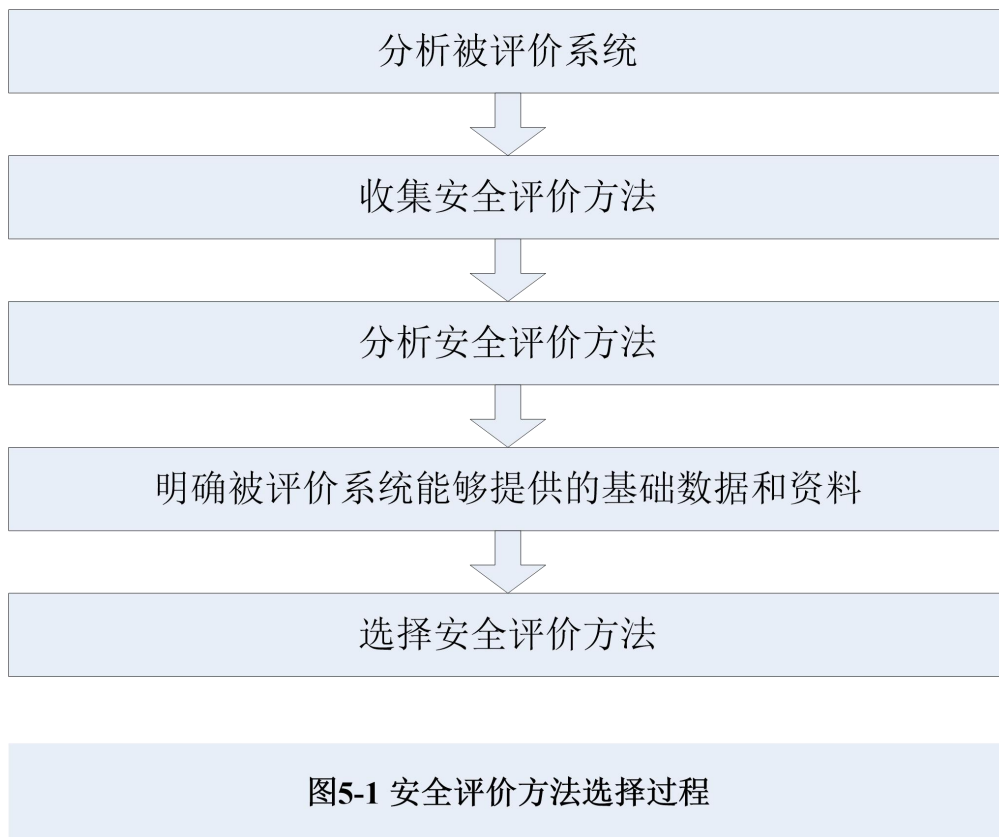 分析被评价系统
收集安全评价方法
分析安全评价方法
明确被评价系统能够提供的基础数据和资料
选择安全评价方法
图5-1 安全评价方法选择过程